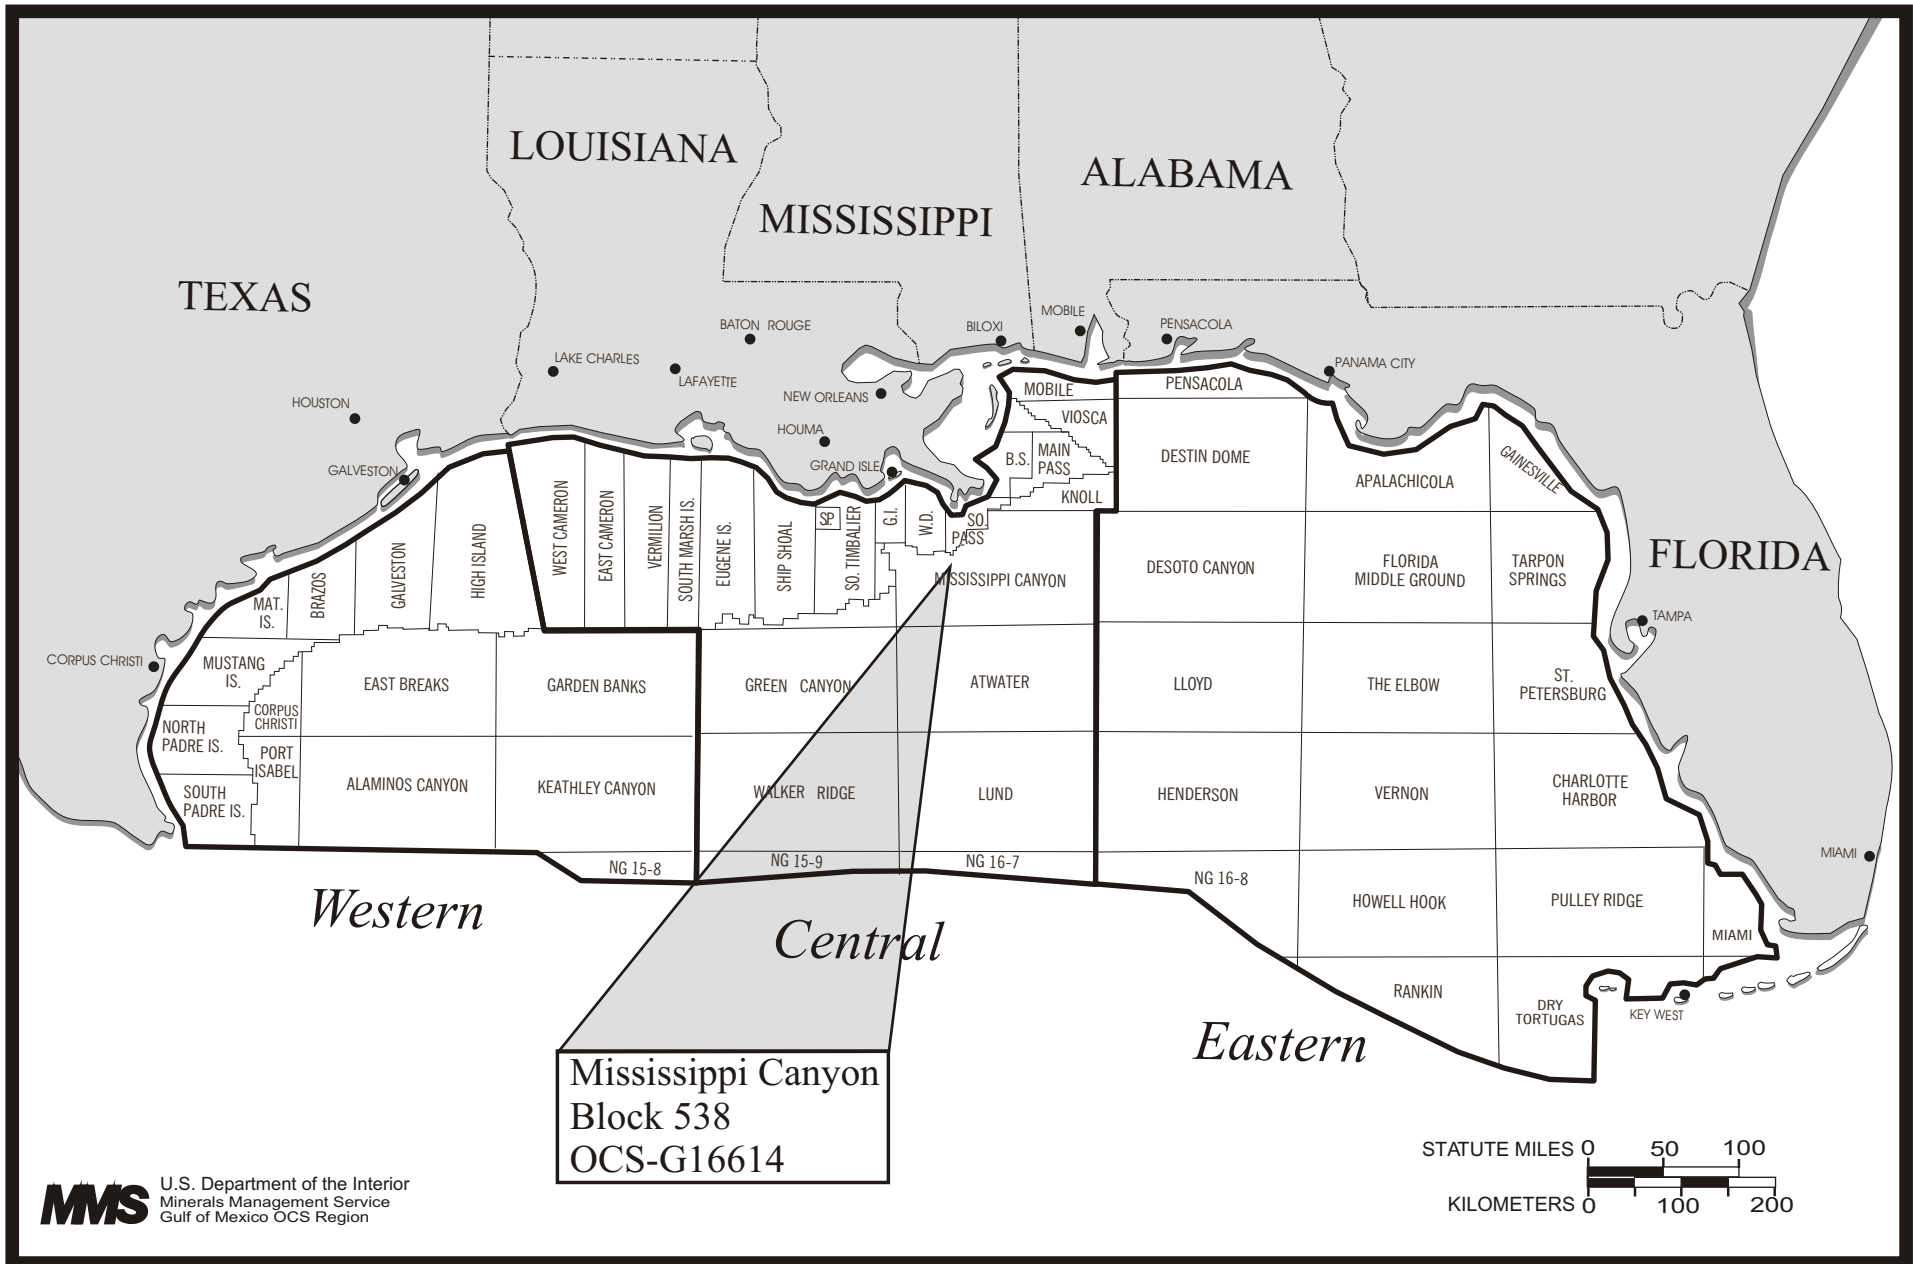 LOUISIANA
ALABAMA
MISSISSIPPI
TEXAS
FLORIDA
BATON ROUGE
LAKE CHARLES
LAFAYETTE
NEW ORLEANS
HOUSTON
HOUMA
GALVESTON
GRAND ISLE
BILOXI
MOBILE
PENSACOLA
PANAMA CITY
CORPUS CHRISTI
TAMPA
MIAMI
KEY WEST
MOBILE
PENSACOLA
VIOSCA
B.S.
MAIN
PASS
KNOLL
DESTIN DOME
APALACHICOLA
GAINESVILLE
WEST CAMERON
EAST CAMERON
VERMILION
SOUTH MARSH IS.
EUGENE IS.
SHIP SHOAL
S.P.
SO. TIMBALIER
G.I.
W.D.
SO.
PASS
HIGH ISLAND
GALVESTON
BRAZOS
MAT.
IS.
MISSISSIPPI CANYON
DESOTO CANYON
FLORIDA
MIDDLE GROUND
TARPON
SPRINGS
MUSTANG
IS.
CORPUS
CHRISTI
EAST BREAKS
GARDEN BANKS
GREEN CANYON
ATWATER
LLOYD
THE ELBOW
ST.
PETERSBURG
NORTH
PADRE IS.
PORT
ISABEL
SOUTH
PADRE IS.
ALAMINOS CANYON
KEATHLEY CANYON
WALKER RIDGE
LUND
HENDERSON
VERNON
CHARLOTTE
HARBOR
NG 15-8
NG 15-9
NG 16-7
NG 16-8
HOWELL HOOK
PULLEY RIDGE
MIAMI
RANKIN
DRY
TORTUGAS
Western
Central
Eastern
Mississippi Canyon
Block 538
OCS-G16614
STATUTE MILES 0 50 100
KILOMETERS 0 100 200
MMS
U.S. Department of the Interior
Minerals Management Service
Gulf of Mexico OCS Region